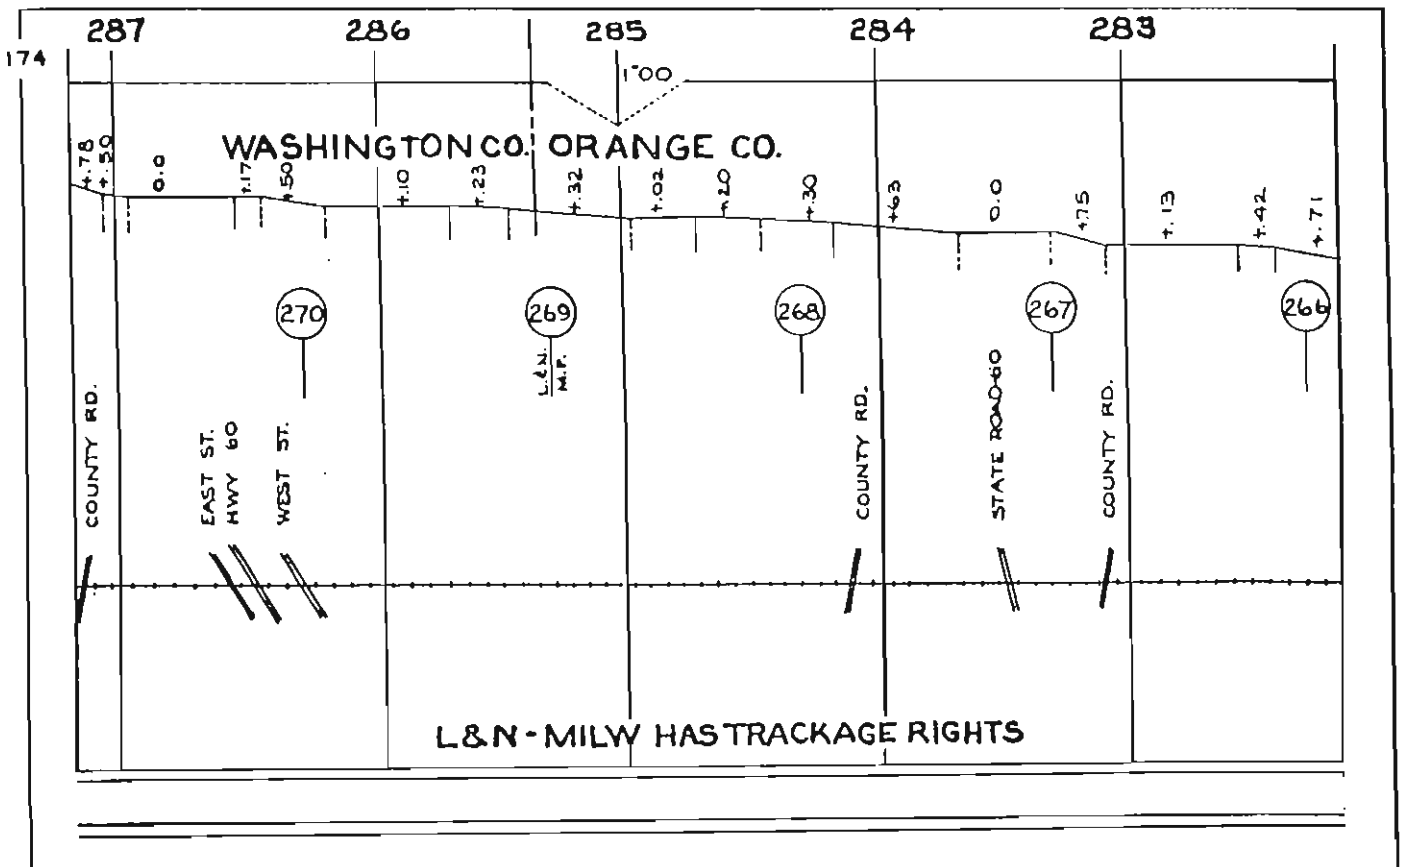 287 286 285 284 283
174
1°00
WASHINGTON CO. ORANGE CO.
+.78 +.50 0.0 +.17 +.50 +.10 +.23 +.32 +.02 +.20 +.30 +.63 0.0 +.75 +.13 +.42 +.71
270 269 268 267 266
L.&N.
M.P.
COUNTY RD.
EAST ST.
HWY 60
WEST ST.
COUNTY RD.
STATE ROAD 60
COUNTY RD.
L&N - MILW HAS TRACKAGE RIGHTS